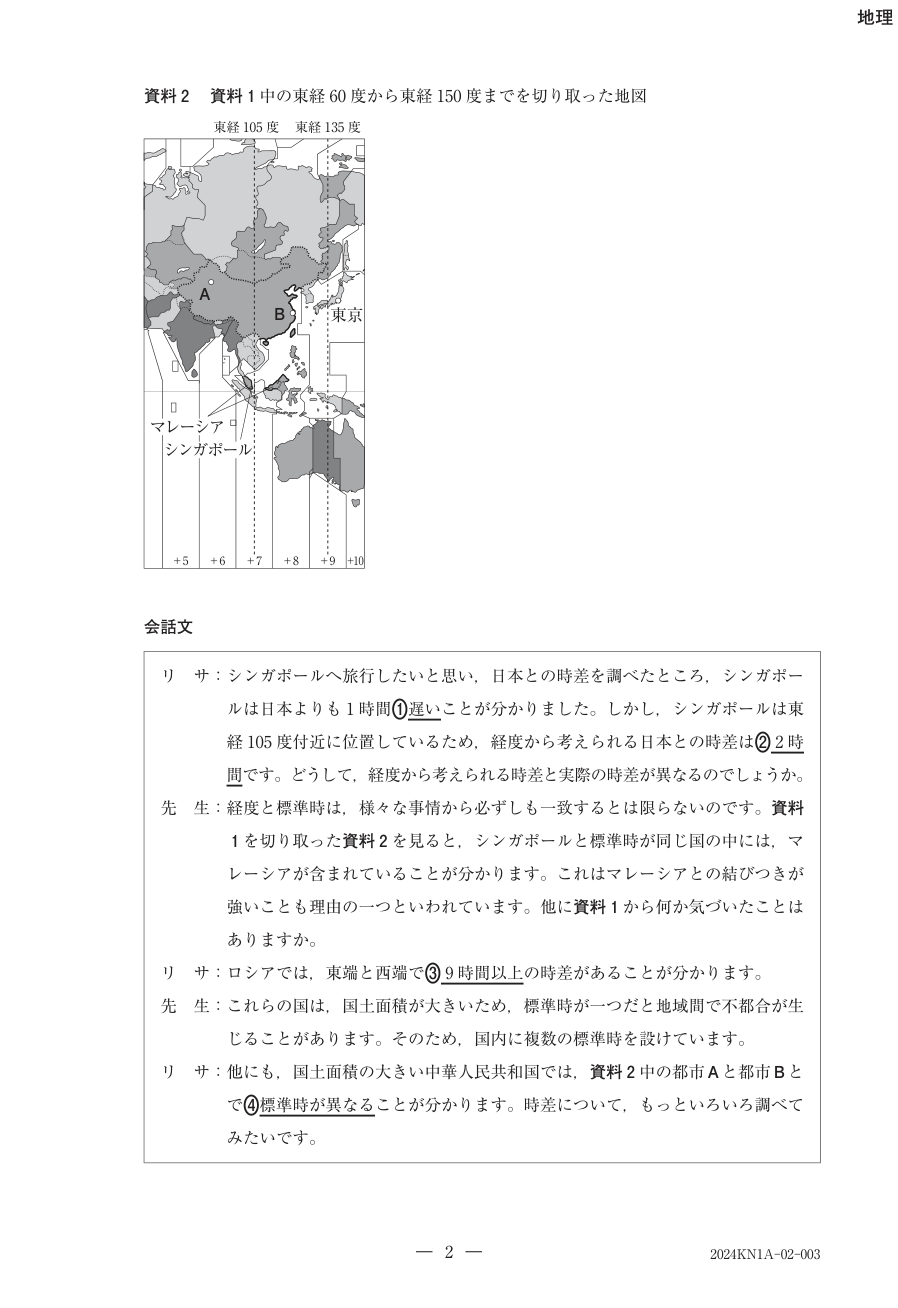 地理
資料2 資料1中の東経60度から東経150度までを切り取った地図
東経105度 東経135度
A
B
東京
マレーシア
シンガポール
+5 +6 +7 +8 +9 +10
会話文
リ サ：シンガポールへ旅行したいと思い，日本との時差を調べたところ，シンガポー
ルは日本よりも1時間①遅いことが分かりました。しかし，シンガポールは東
経105度付近に位置しているため，経度から考えられる日本との時差は②2時
間です。どうして，経度から考えられる時差と実際の時差が異なるのでしょうか。
先 生：経度と標準時は，様々な事情から必ずしも一致するとは限らないのです。資料
1を切り取った資料2を見ると，シンガポールと標準時が同じ国の中には，マ
レーシアが含まれていることが分かります。これはマレーシアとの結びつきが
強いことも理由の一つといわれています。他に資料1から何か気づいたことは
ありますか。
リ サ：ロシアでは，東端と西端で③9時間以上の時差があることが分かります。
先 生：これらの国は，国土面積が大きいため，標準時が一つだと地域間で不都合が生
じることがあります。そのため，国内に複数の標準時を設けています。
リ サ：他にも，国土面積の大きい中華人民共和国では，資料2中の都市Aと都市Bと
で④標準時が異なることが分かります。時差について，もっといろいろ調べて
みたいです。
― 2 ―
2024KN1A-02-003